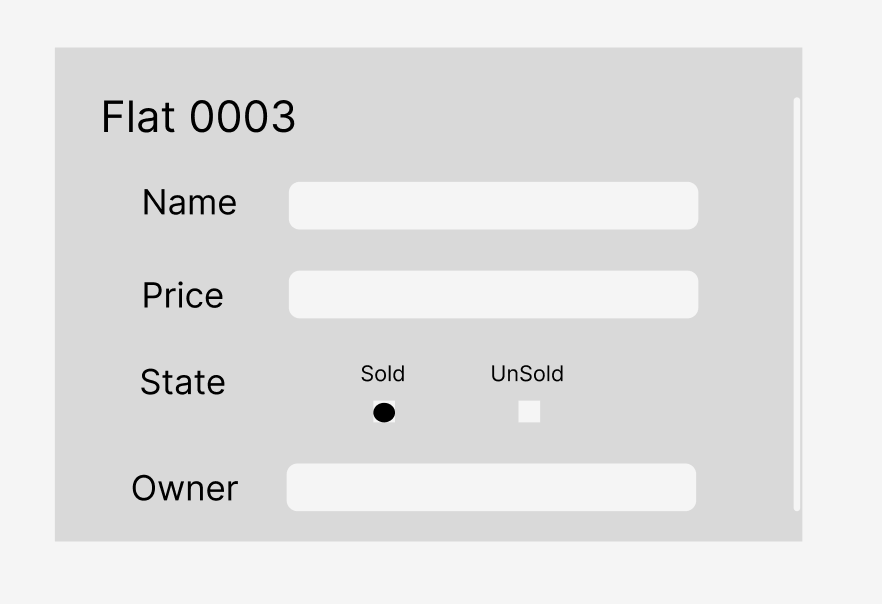 Flat 0003
Name
Price
State
Sold
UnSold
Owner